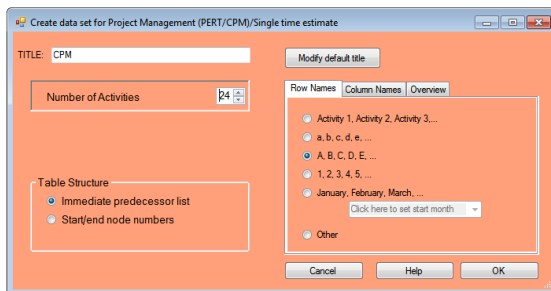 Create data set for Project Management (PERT/CPM)/Single time estimate
TITLE: CPM
Modify default title
Number of Activities 24
Row Names Column Names Overview
Activity 1, Activity 2, Activity 3,...
a, b, c, d, e, ...
A, B, C, D, E, ...
1, 2, 3, 4, 5, ...
January, February, March, ...
Click here to set start month
Other
Table Structure
Immediate predecessor list
Start/end node numbers
Cancel Help OK